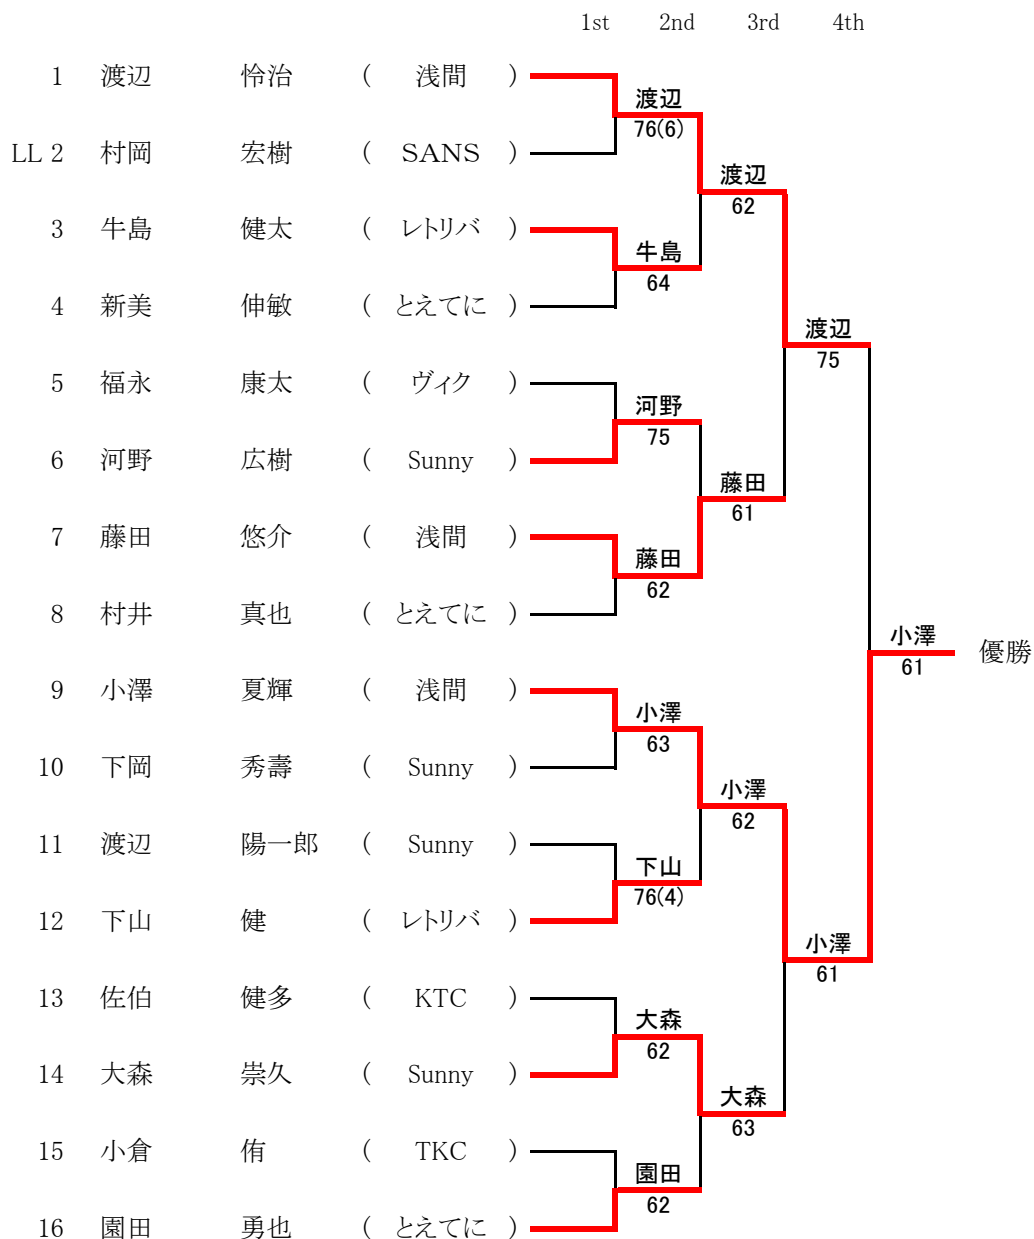 1st 2nd 3rd 4th
1 渡辺 怜治 ( 浅間 )
渡辺
76(6)
LL 2 村岡 宏樹 ( SANS )
渡辺
62
3 牛島 健太 ( レトリバ )
牛島
64
4 新美 伸敏 ( とえてに )
渡辺
75
5 福永 康太 ( ヴィク )
河野
75
6 河野 広樹 ( Sunny )
藤田
61
7 藤田 悠介 ( 浅間 )
藤田
62
8 村井 真也 ( とえてに )
小澤
61
優勝
9 小澤 夏輝 ( 浅間 )
小澤
63
10 下岡 秀壽 ( Sunny )
小澤
62
11 渡辺 陽一郎 ( Sunny )
下山
76(4)
12 下山 健 ( レトリバ )
小澤
61
13 佐伯 健多 ( KTC )
大森
62
14 大森 崇久 ( Sunny )
大森
63
15 小倉 侑 ( TKC )
園田
62
16 園田 勇也 ( とえてに )